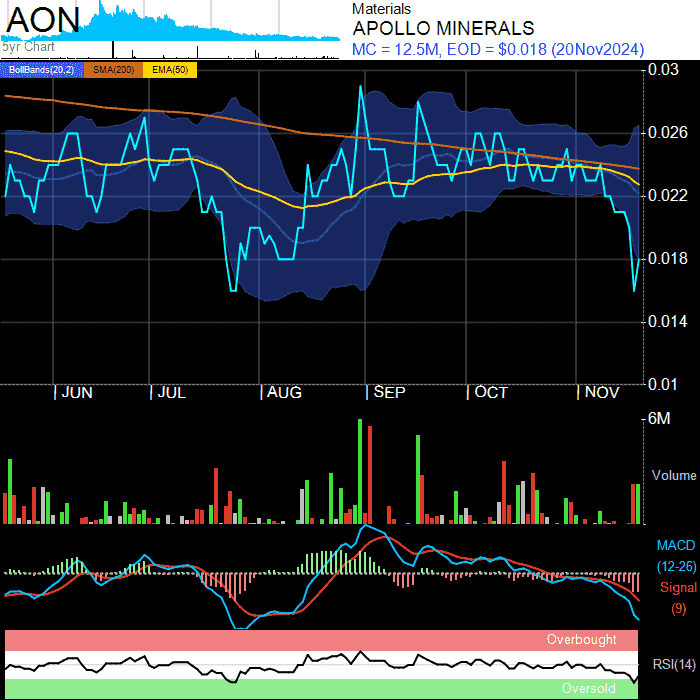 AON
5yr Chart
Materials
APOLLO MINERALS
MC = 12.5M, EOD = $0.018 (20Nov2024)
BollBands(20,2) SMA(200) EMA(50)
0.03
0.026
0.022
0.018
0.014
0.01
JUN JUL AUG SEP OCT NOV
6M
Volume
MACD
(12-26)
Signal
(9)
Overbought
RSI(14)
Oversold